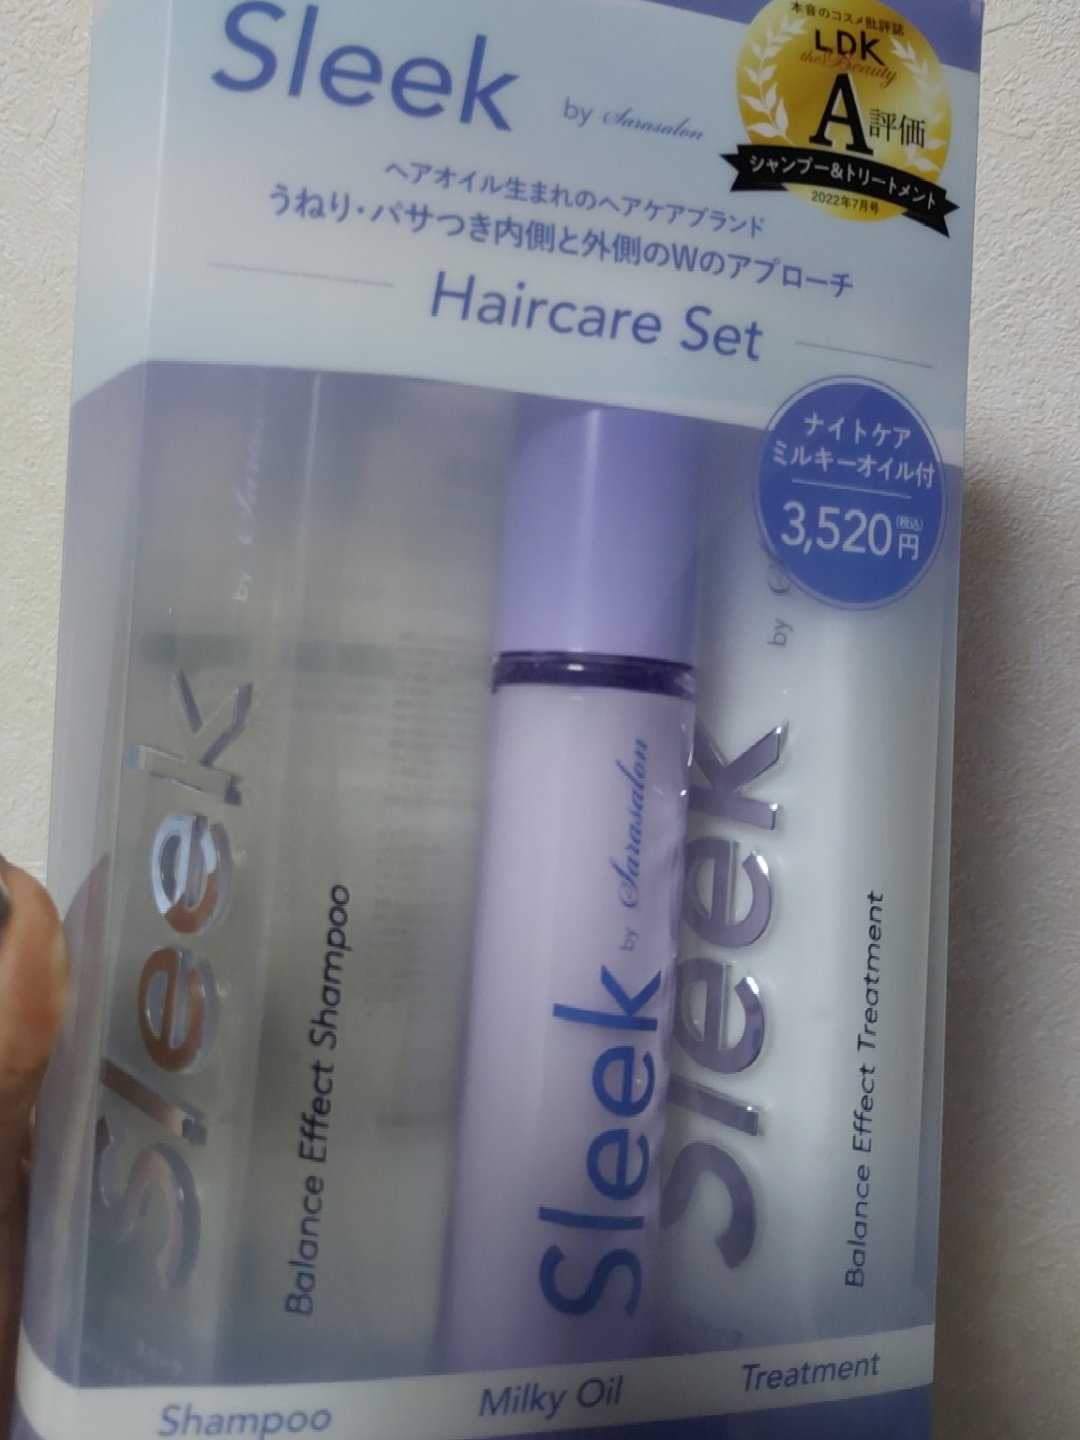 Sleek
by Sarasalon
本音のコスメ批評誌
LDK
the Beauty
A評価
シャンプー&トリートメント
2022年7月号
ヘアオイル生まれのヘアケアブランド
うねり・パサつき内側と外側のWのアプローチ
Haircare Set
ナイトケア
ミルキーオイル付
3,520円
(税込)
Sleek by
Balance Effect Shampoo
Sleek by Sarasalon
Sleek by
Balance Effect Treatment
Shampoo
Milky Oil
Treatment